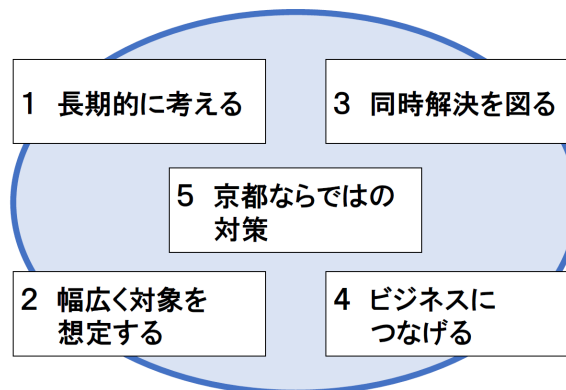 1 長期的に考える
2 幅広く対象を
想定する
3 同時解決を図る
4 ビジネスに
つなげる
5 京都ならではの
対策